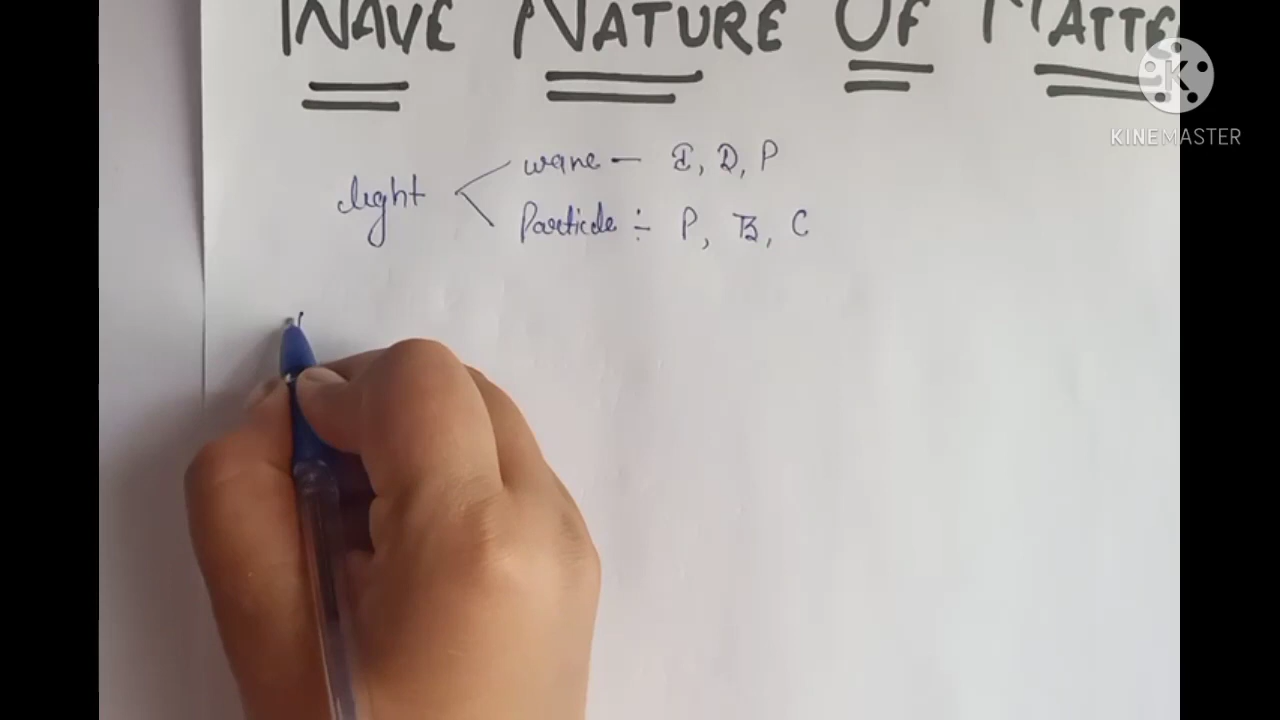 WAVE NATURE OF MATTE
KINEMASTER
light
wave - I, D, P
Particle :- P, B, C